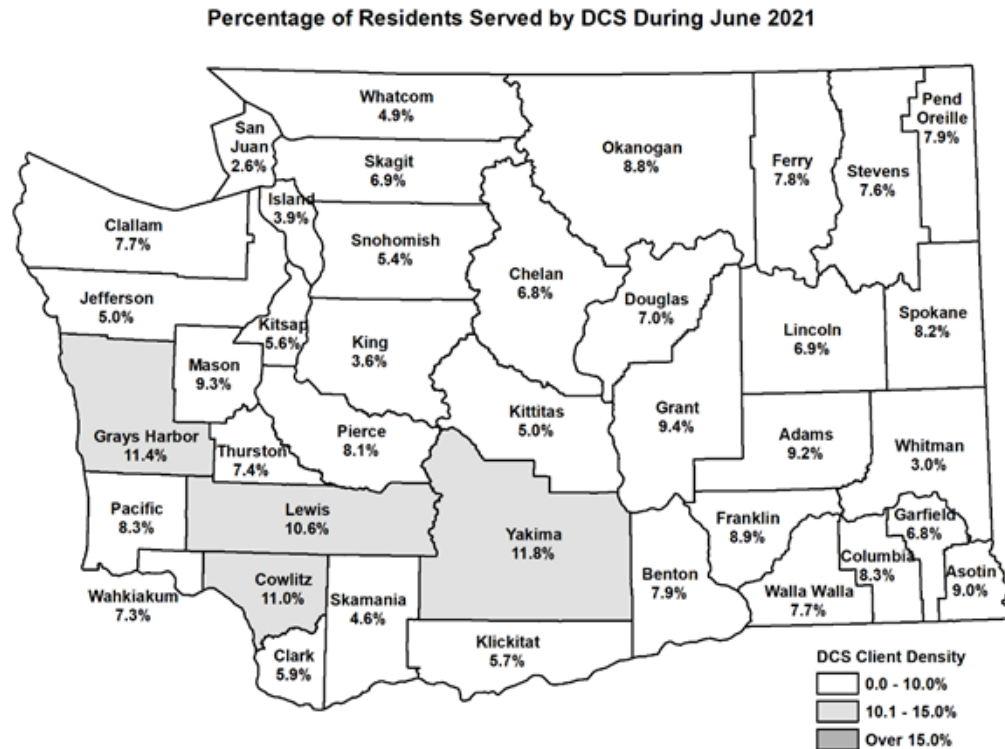 Percentage of Residents Served by DCS During June 2021
Whatcom
4.9%
San
Juan
2.6%
Skagit
6.9%
Island
3.9%
Okanogan
8.8%
Ferry
7.8%
Stevens
7.6%
Pend
Oreille
7.9%
Clallam
7.7%
Snohomish
5.4%
Chelan
6.8%
Douglas
7.0%
Jefferson
5.0%
Kitsap
5.6%
King
3.6%
Lincoln
6.9%
Spokane
8.2%
Mason
9.3%
Grays Harbor
11.4%
Thurston
7.4%
Pierce
8.1%
Kittitas
5.0%
Grant
9.4%
Adams
9.2%
Whitman
3.0%
Pacific
8.3%
Lewis
10.6%
Yakima
11.8%
Franklin
8.9%
Garfield
6.8%
Columbia
8.3%
Asotin
9.0%
Wahkiakum
7.3%
Cowlitz
11.0%
Skamania
4.6%
Benton
7.9%
Walla Walla
7.7%
Clark
5.9%
Klickitat
5.7%
DCS Client Density
0.0 - 10.0%
10.1 - 15.0%
Over 15.0%